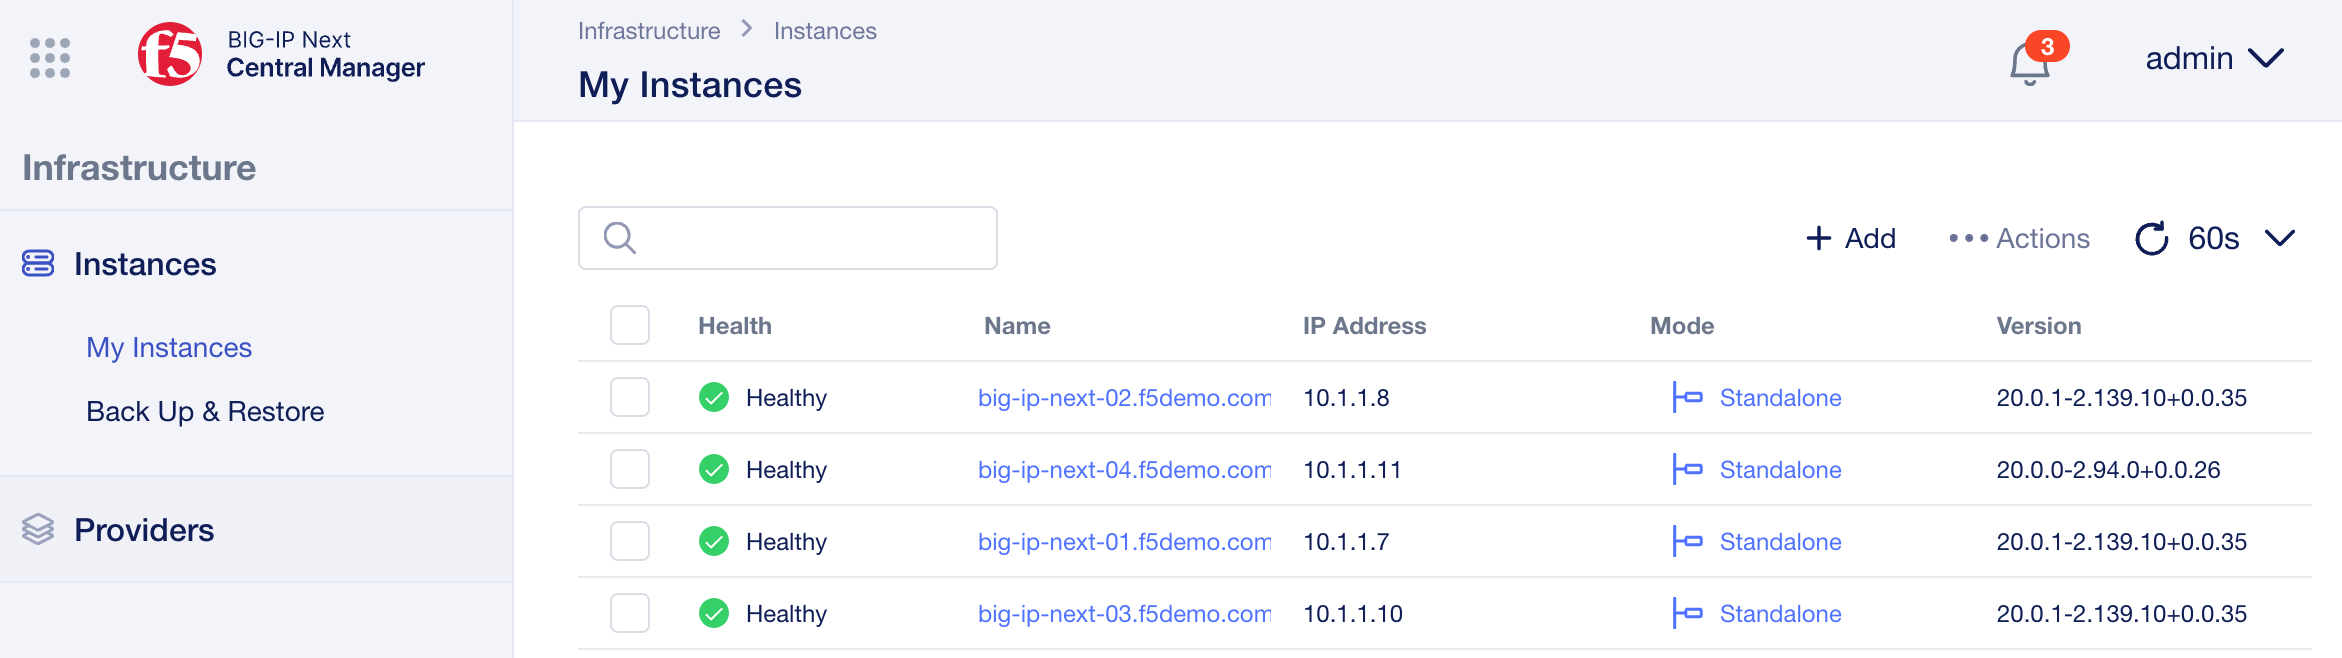 f5
BIG-IP Next
Central Manager
Infrastructure
Instances
My Instances
Back Up & Restore
Providers
Infrastructure > Instances
My Instances
3
admin
+ Add
••• Actions
60s
Health Name IP Address Mode Version
Healthy big-ip-next-02.f5demo.com 10.1.1.8 Standalone 20.0.1-2.139.10+0.0.35
Healthy big-ip-next-04.f5demo.com 10.1.1.11 Standalone 20.0.0-2.94.0+0.0.26
Healthy big-ip-next-01.f5demo.com 10.1.1.7 Standalone 20.0.1-2.139.10+0.0.35
Healthy big-ip-next-03.f5demo.com 10.1.1.10 Standalone 20.0.1-2.139.10+0.0.35